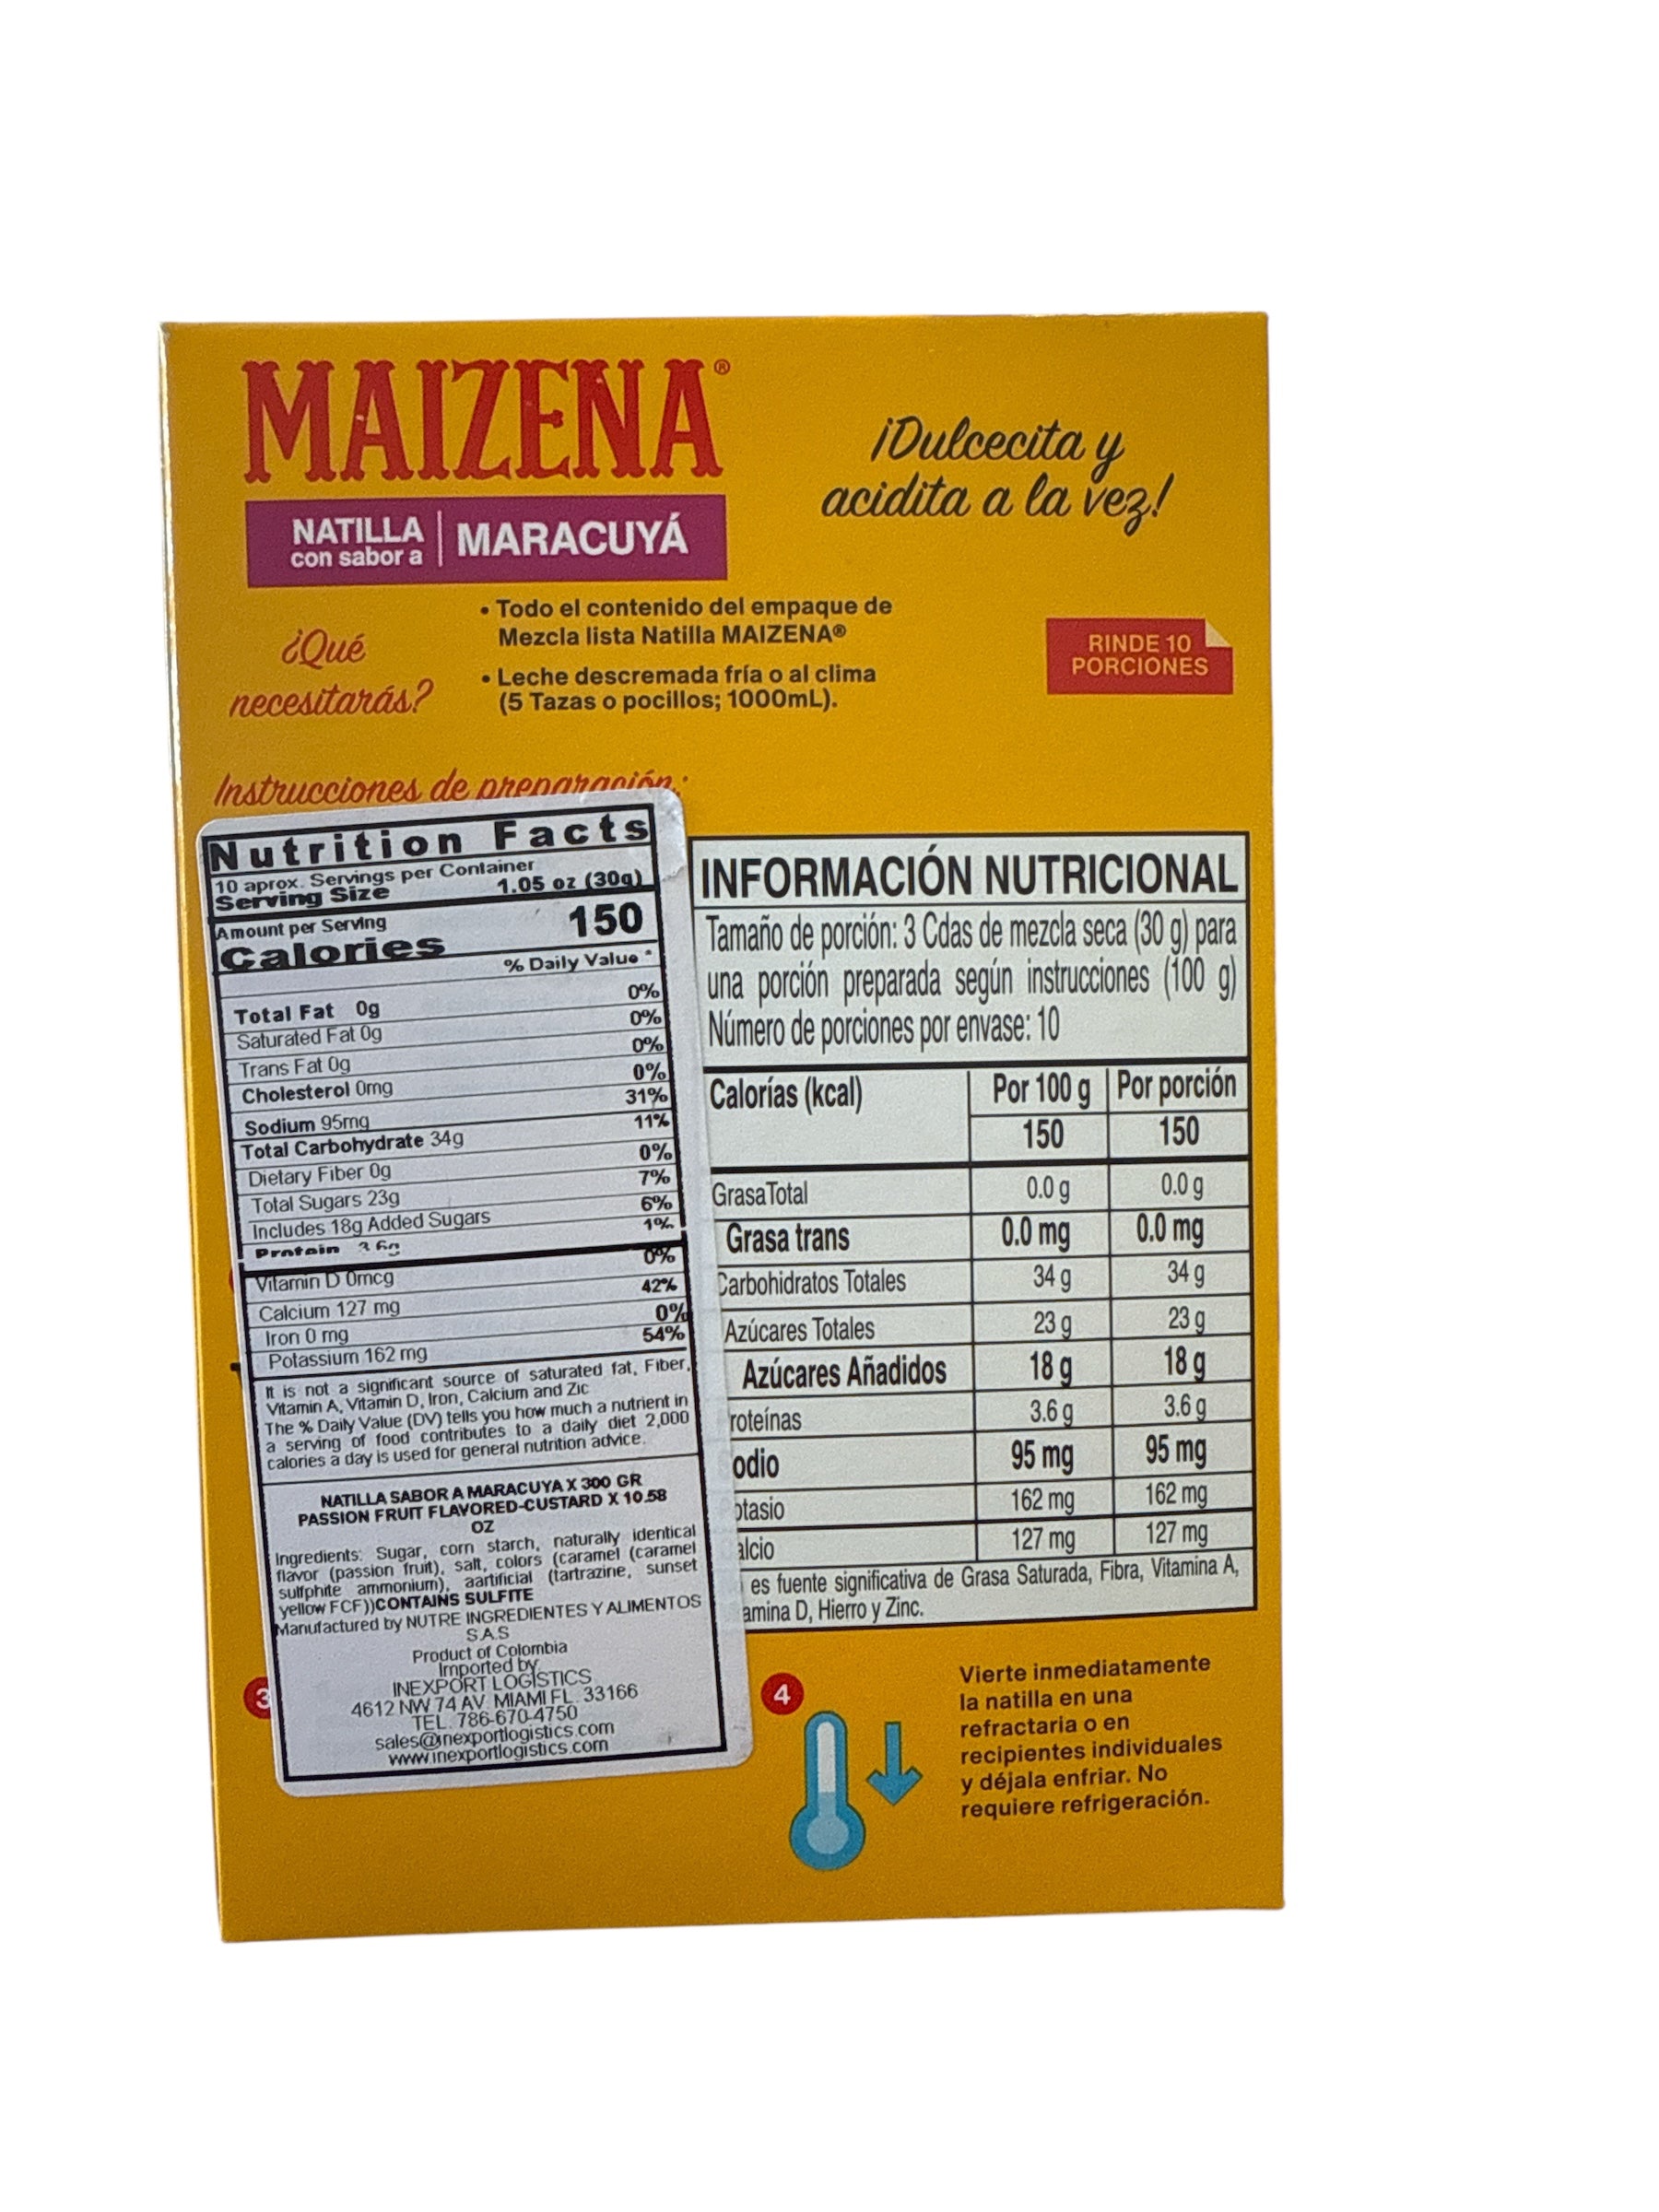 MAIZENA®
NATILLA
con sabor a
MARACUYÁ
¡Dulcecita y
acidita a la vez!
¿Qué
necesitarás?
• Todo el contenido del empaque de
Mezcla lista Natilla MAIZENA®
• Leche descremada fría o al clima
(5 Tazas o pocillos; 1000mL).
RINDE 10
PORCIONES
Instrucciones de preparación:
Nutrition Facts
10 aprox. Servings per Container
Serving Size 1.05 oz (30g)
Amount per Serving
Calories 150
% Daily Value *
Total Fat 0g 0%
Saturated Fat 0g 0%
Trans Fat 0g 0%
Cholesterol 0mg 0%
Sodium 95mg 31%
Total Carbohydrate 34g 11%
Dietary Fiber 0g 0%
Total Sugars 23g 7%
Includes 18g Added Sugars 6%
Protein 3.6g 1%
Vitamin D 0mcg 0%
Calcium 127 mg 42%
Iron 0 mg 0%
Potassium 162 mg 54%
It is not a significant source of saturated fat, Fiber,
Vitamin A, Vitamin D, Iron, Calcium and Zic
The % Daily Value (DV) tells you how much a nutrient in
a serving of food contributes to a daily diet 2,000
calories a day is used for general nutrition advice.
NATILLA SABOR A MARACUYA X 300 GR
PASSION FRUIT FLAVORED-CUSTARD X 10.58
OZ
Ingredients: Sugar, corn starch, naturally identical
flavor (passion fruit), salt, colors (caramel (caramel
sulfphite ammonium), aartificial (tartrazine, sunset
yellow FCF))CONTAINS SULFITE
Manufactured by NUTRE INGREDIENTES Y ALIMENTOS
S.A.S
Product of Colombia
Imported by
INEXPORT LOGISTICS
4612 NW 74 AV. MIAMI FL. 33166
TEL. 786-670-4750
sales@inexportlogistics.com
www.inexportlogistics.com
INFORMACIÓN NUTRICIONAL
Tamaño de porción: 3 Cdas de mezcla seca (30 g) para
una porción preparada según instrucciones (100 g)
Número de porciones por envase: 10
Calorías (kcal) Por 100 g Por porción
150 150
GrasaTotal 0.0 g 0.0 g
Grasa trans 0.0 mg 0.0 mg
Carbohidratos Totales 34 g 34 g
Azúcares Totales 23 g 23 g
Azúcares Añadidos 18 g 18 g
roteínas 3.6 g 3.6 g
odio 95 mg 95 mg
otasio 162 mg 162 mg
alcio 127 mg 127 mg
es fuente significativa de Grasa Saturada, Fibra, Vitamina A,
amina D, Hierro y Zinc.
3
4
Vierte inmediatamente
la natilla en una
refractaria o en
recipientes individuales
y déjala enfriar. No
requiere refrigeración.